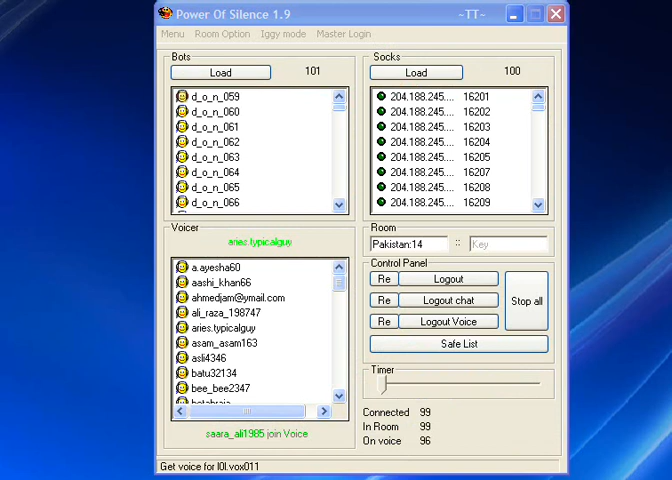 Power Of Silence 1.9 ~TT~
Menu Room Option Iggy mode Master Login
Bots
Load 101
d_o_n_059
d_o_n_060
d_o_n_061
d_o_n_062
d_o_n_063
d_o_n_064
d_o_n_065
d_o_n_066
Socks
Load 100
204.188.245.... 16201
204.188.245.... 16202
204.188.245.... 16203
204.188.245.... 16204
204.188.245.... 16205
204.188.245.... 16207
204.188.245.... 16208
204.188.245.... 16209
Voicer
aries.typicalguy
a.ayesha60
aashi_khan66
ahmedjam@ymail.com
ali_raza_198747
aries.typicalguy
asam_asam163
asli4346
batu32134
bee_bee2347
saara_ali1985 join Voice
Room
Pakistan:14 :: Key
Control Panel
Re Logout
Re Logout chat
Re Logout Voice
Stop all
Safe List
Timer
Connected 99
In Room 99
On voice 96
Get voice for l0l.vox011